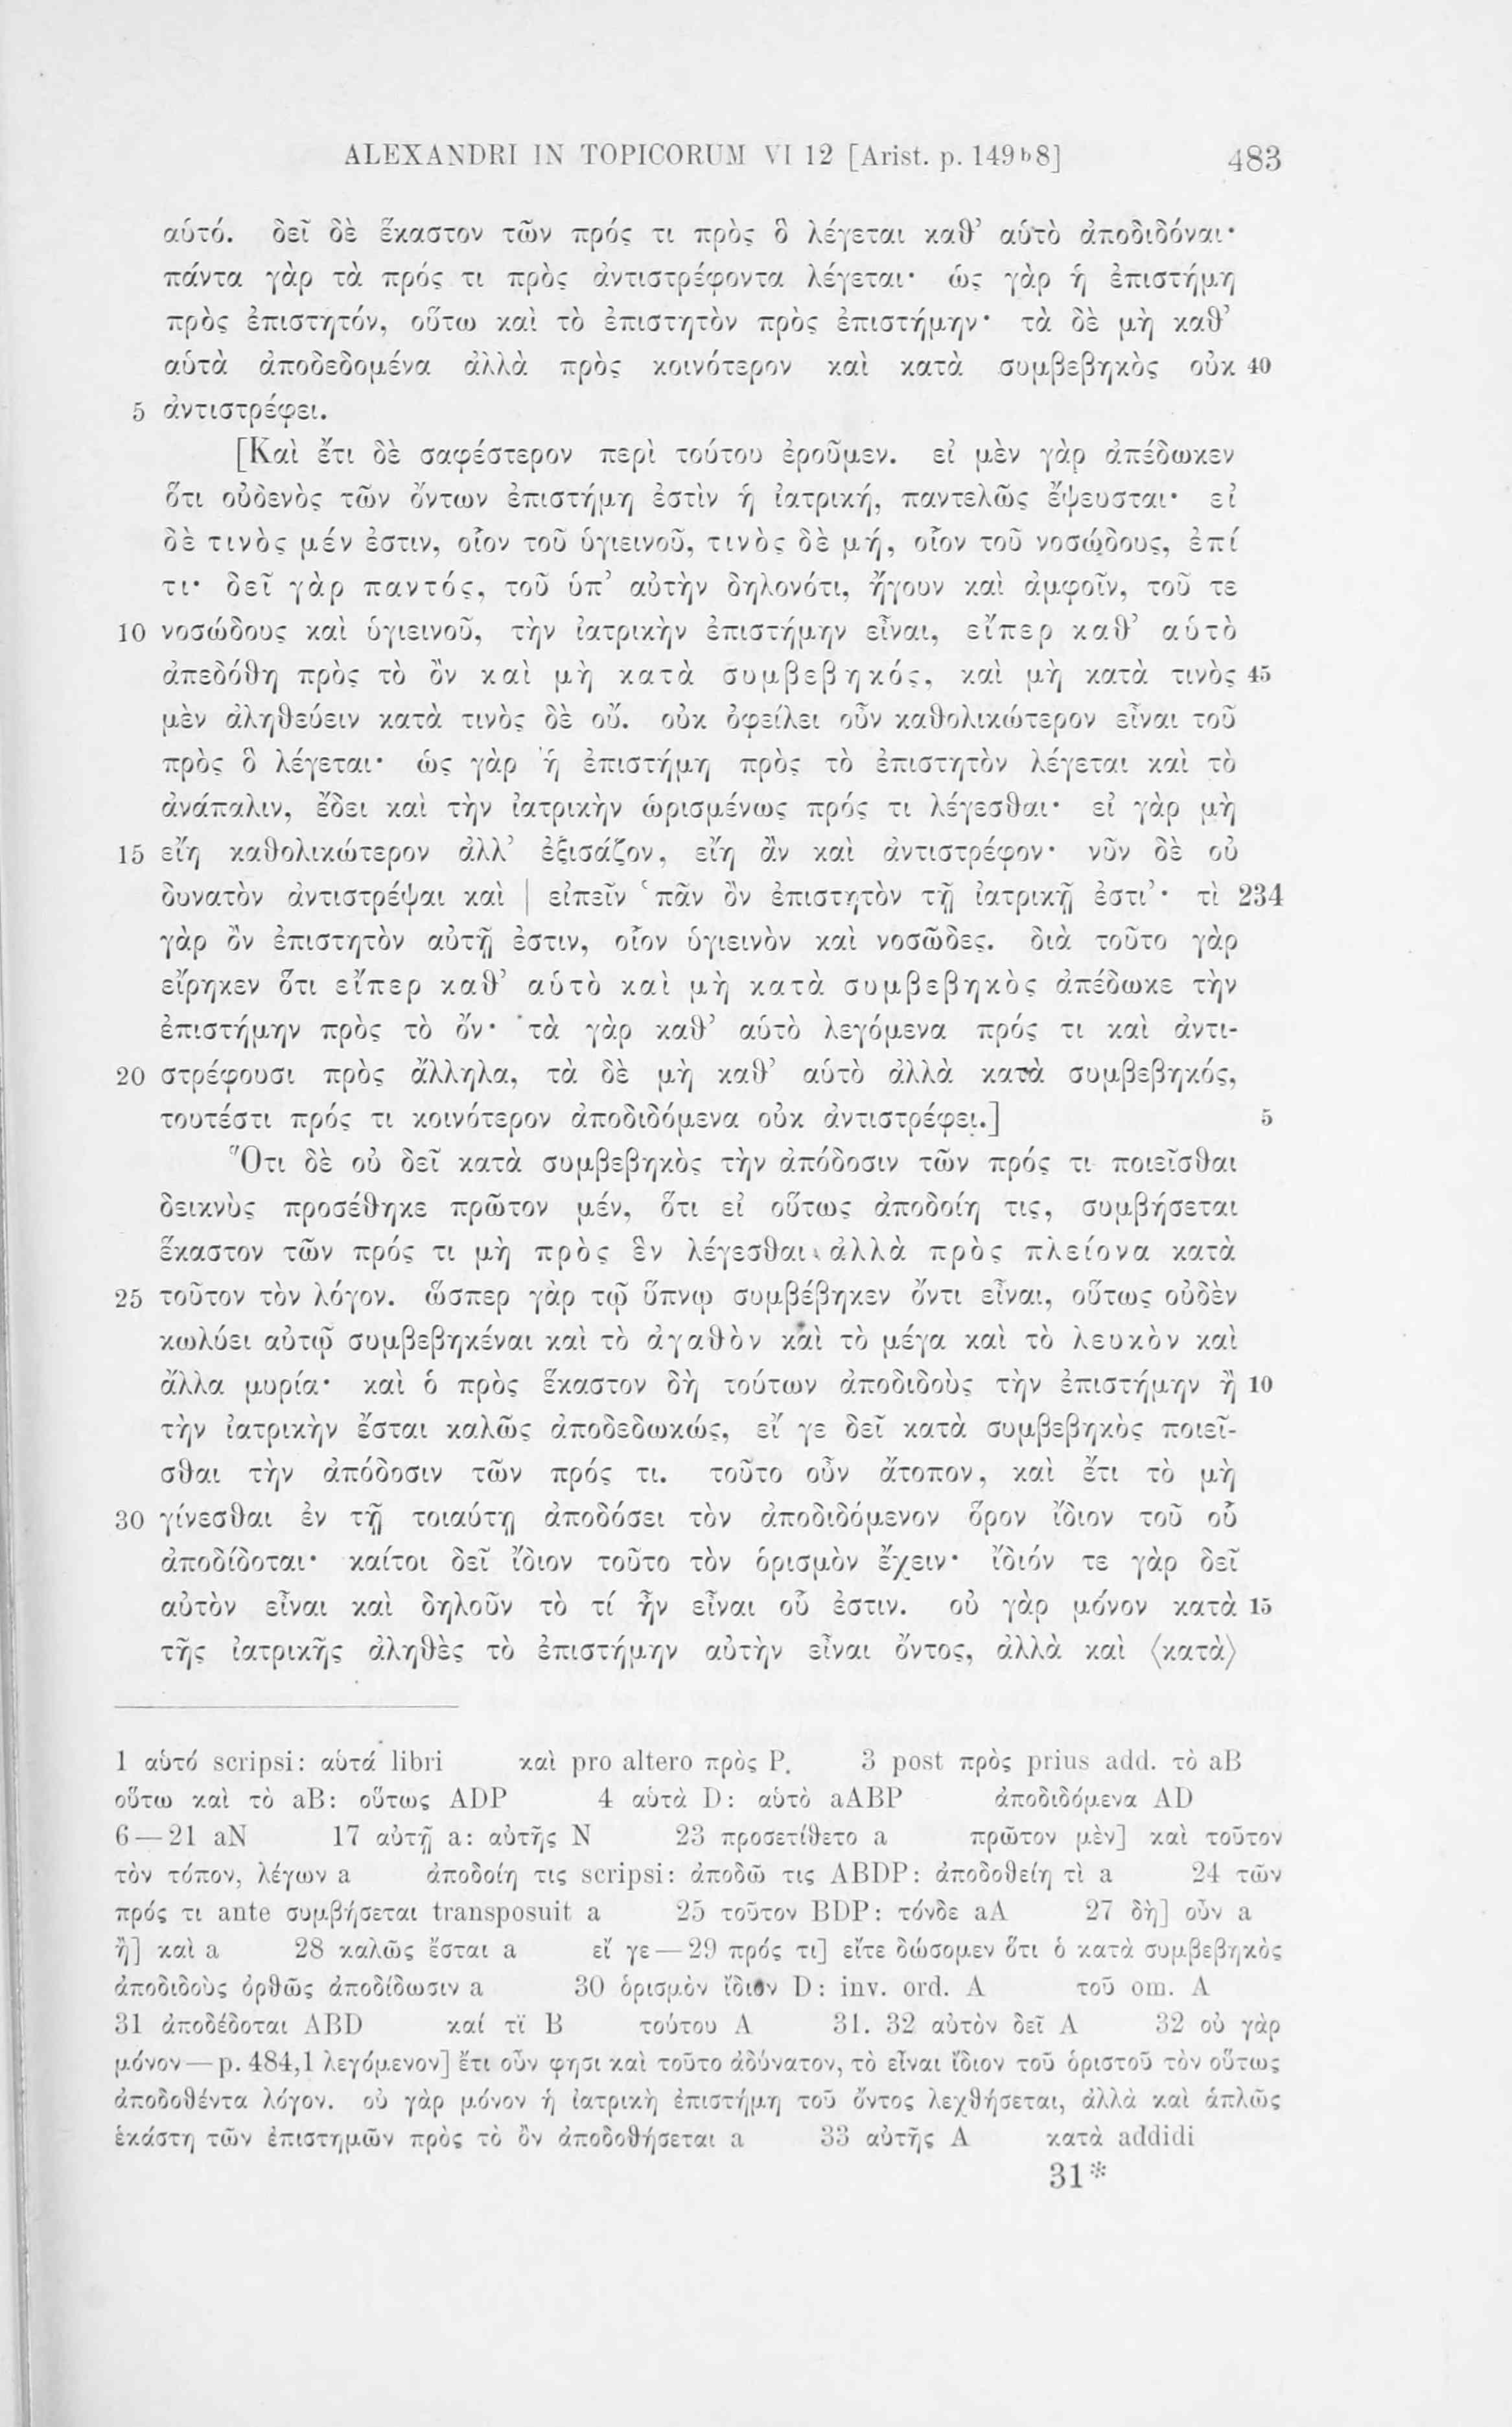 ALEXANDRI IN TOPICORUM VI 12 [Arist. p. 149ᵇ8] 483
αὑτό. δεῖ δὲ ἕκαστον τῶν πρός τι πρὸς ὃ λέγεται καθ’ αὑτὸ ἀποδιδόναι·
πάντα γὰρ τὰ πρός τι πρὸς ἀντιστρέφοντα λέγεται· ὡς γὰρ ἡ ἐπιστήμη
πρὸς ἐπιστητόν, οὕτω καὶ τὸ ἐπιστητὸν πρὸς ἐπιστήμην· τὰ δὲ μὴ καθ’
αὑτὰ ἀποδεδομένα ἀλλὰ πρὸς κοινότερον καὶ κατὰ συμβεβηκὸς οὐκ 40
5 ἀντιστρέφει.
[Καὶ ἔτι δὲ σαφέστερον περὶ τούτου ἐροῦμεν. εἰ μὲν γὰρ ἀπέδωκεν
ὅτι οὐδενὸς τῶν ὄντων ἐπιστήμη ἐστὶν ἡ ἰατρική, παντελῶς ἔψευσται· εἰ
δὲ τινὸς μέν ἐστιν, οἷον τοῦ ὑγιεινοῦ, τινὸς δὲ μή, οἷον τοῦ νοσώδους, ἐπί
τι· δεῖ γὰρ παντός, τοῦ ὑπ’ αὐτὴν δηλονότι, ἤγουν καὶ ἀμφοῖν, τοῦ τε
10 νοσώδους καὶ ὑγιεινοῦ, τὴν ἰατρικὴν ἐπιστήμην εἶναι, εἴπερ καθ’ αὑτὸ
ἀπεδόθη πρὸς τὸ ὂν καὶ μὴ κατὰ συμβεβηκός, καὶ μὴ κατὰ τινὸς 45
μὲν ἀληθεύειν κατὰ τινὸς δὲ οὔ. οὐκ ὀφείλει οὖν καθολικώτερον εἶναι τοῦ
πρὸς ὃ λέγεται· ὡς γὰρ ἡ ἐπιστήμη πρὸς τὸ ἐπιστητὸν λέγεται καὶ τὸ
ἀνάπαλιν, ἔδει καὶ τὴν ἰατρικὴν ὡρισμένως πρός τι λέγεσθαι· εἰ γὰρ μὴ
15 εἴη καθολικώτερον ἀλλ’ ἐξισάζον, εἴη ἂν καὶ ἀντιστρέφον· νῦν δὲ οὐ
δυνατὸν ἀντιστρέψαι καὶ | εἰπεῖν ‘πᾶν ὂν ἐπιστητὸν τῇ ἰατρικῇ ἐστι’· τὶ 234
γὰρ ὂν ἐπιστητὸν αὐτῇ ἐστιν, οἷον ὑγιεινὸν καὶ νοσῶδες. διὰ τοῦτο γὰρ
εἴρηκεν ὅτι εἴπερ καθ’ αὑτὸ καὶ μὴ κατὰ συμβεβηκὸς ἀπέδωκε τὴν
ἐπιστήμην πρὸς τὸ ὄν· τὰ γὰρ καθ’ αὑτὸ λεγόμενα πρός τι καὶ ἀντι-
20 στρέφουσι πρὸς ἄλληλα, τὰ δὲ μὴ καθ’ αὑτὸ ἀλλὰ κατὰ συμβεβηκός,
τουτέστι πρός τι κοινότερον ἀποδιδόμενα οὐκ ἀντιστρέφει.] 5
Ὅτι δὲ οὐ δεῖ κατὰ συμβεβηκὸς τὴν ἀπόδοσιν τῶν πρός τι ποιεῖσθαι
δεικνὺς προσέθηκε πρῶτον μέν, ὅτι εἰ οὕτως ἀποδοίη τις, συμβήσεται
ἕκαστον τῶν πρός τι μὴ πρὸς ἓν λέγεσθαι ἀλλὰ πρὸς πλείονα κατὰ
25 τοῦτον τὸν λόγον. ὥσπερ γὰρ τῷ ὕπνῳ συμβέβηκεν ὄντι εἶναι, οὕτως οὐδὲν
κωλύει αὐτῷ συμβεβηκέναι καὶ τὸ ἀγαθὸν καὶ τὸ μέγα καὶ τὸ λευκὸν καὶ
ἄλλα μυρία· καὶ ὁ πρὸς ἕκαστον δὴ τούτων ἀποδιδοὺς τὴν ἐπιστήμην ἢ 10
τὴν ἰατρικὴν ἔσται καλῶς ἀποδεδωκώς, εἴ γε δεῖ κατὰ συμβεβηκὸς ποιεῖ-
σθαι τὴν ἀπόδοσιν τῶν πρός τι. τοῦτο οὖν ἄτοπον, καὶ ἔτι τὸ μὴ
30 γίνεσθαι ἐν τῇ τοιαύτῃ ἀποδόσει τὸν ἀποδιδόμενον ὅρον ἴδιον τοῦ οὗ
ἀποδίδοται· καίτοι δεῖ ἴδιον τοῦτο τὸν ὁρισμὸν ἔχειν· ἴδιόν τε γὰρ δεῖ
αὐτὸν εἶναι καὶ δηλοῦν τὸ τί ἦν εἶναι οὗ ἐστιν. οὐ γὰρ μόνον κατὰ 15
τῆς ἰατρικῆς ἀληθὲς τὸ ἐπιστήμην αὐτὴν εἶναι ὄντος, ἀλλὰ καὶ ⟨κατὰ⟩
1 αὑτό scripsi: αὑτά libri καὶ pro altero πρὸς P. 3 post πρὸς prius add. τὸ aB
οὕτω καὶ τὸ aB: οὕτως ADP 4 αὑτὰ D: αὑτὸ aABP ἀποδιδόμενα AD
6—21 aN 17 αὐτῇ a: αὐτῆς N 23 προσετίθετο a πρῶτον μὲν] καὶ τοῦτον
τὸν τόπον, λέγων a ἀποδοίη τις scripsi: ἀποδῶ τις ABDP: ἀποδοθείη τὶ a 24 τῶν
πρός τι ante συμβήσεται transposuit a 25 τοῦτον BDP: τόνδε aA 27 δὴ] οὖν a
ἢ] καὶ a 28 καλῶς ἔσται a εἴ γε—29 πρός τι] εἴτε δώσομεν ὅτι ὁ κατὰ συμβεβηκὸς
ἀποδιδοὺς ὀρθῶς ἀποδίδωσιν a 30 ὁρισμὸν ἴδιον D: inv. ord. A τοῦ om. A
31 ἀποδέδοται ABD καί τϊ B τούτου A 31. 32 αὐτὸν δεῖ A 32 οὐ γὰρ
μόνον—p. 484,1 λεγόμενον] ἔτι οὖν φησι καὶ τοῦτο ἀδύνατον, τὸ εἶναι ἴδιον τοῦ ὁριστοῦ τὸν οὕτως
ἀποδοθέντα λόγον. οὐ γὰρ μόνον ἡ ἰατρικὴ ἐπιστήμη τοῦ ὄντος λεχθήσεται, ἀλλὰ καὶ ἁπλῶς
ἑκάστη τῶν ἐπιστημῶν πρὸς τὸ ὂν ἀποδοθήσεται a 33 αὐτῆς A κατὰ addidi
31*